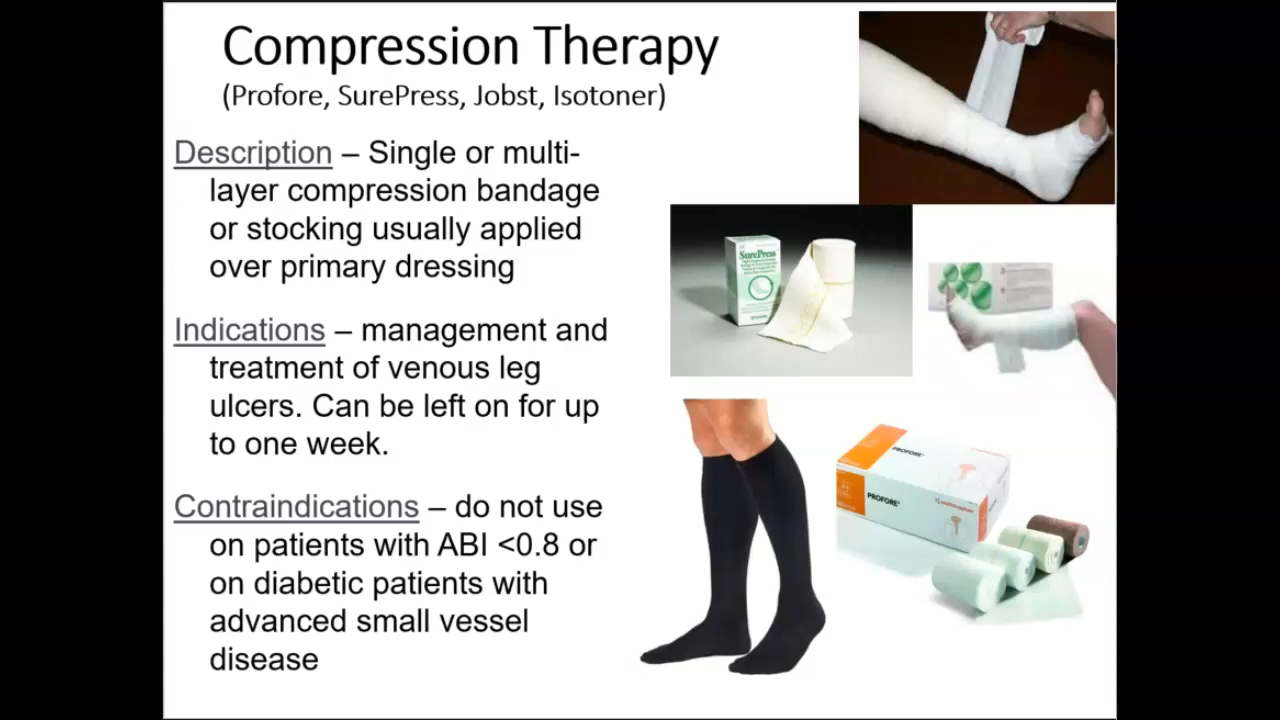 Compression Therapy
(Profore, SurePress, Jobst, Isotoner)
Description – Single or multi-
layer compression bandage
or stocking usually applied
over primary dressing
Indications – management and
treatment of venous leg
ulcers. Can be left on for up
to one week.
Contraindications – do not use
on patients with ABI <0.8 or
on diabetic patients with
advanced small vessel
disease
SurePress
PROFORE
PROFORE